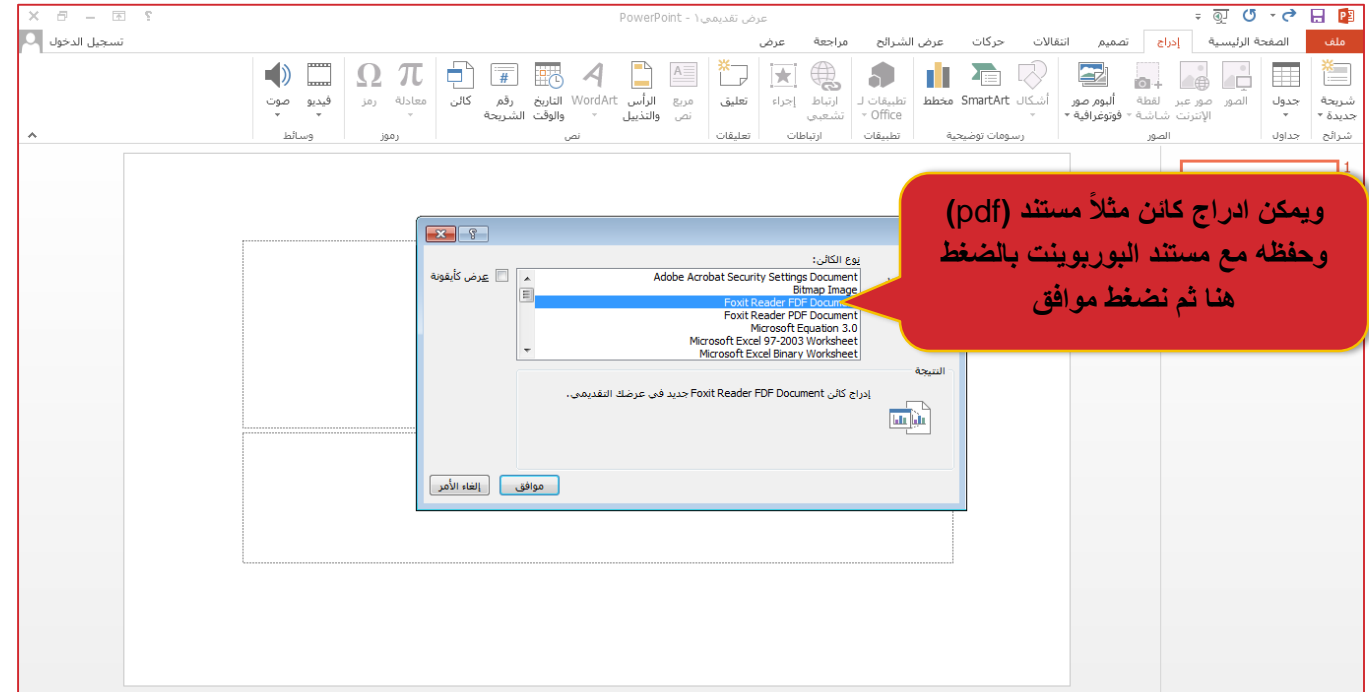 عرض تقديمي١ - PowerPoint
ملف الصفحة الرئيسية إدراج تصميم انتقالات حركات عرض الشرائح مراجعة عرض تسجيل الدخول
شريحة جديدة
جدول
الصور
صور عبر الإنترنت
لقطة شاشة
ألبوم صور فوتوغرافية
أشكال
SmartArt
مخطط
تطبيقات لـ Office
ارتباط تشعبي
إجراء
تعليق
مربع نص
الرأس والتذييل
WordArt
التاريخ والوقت
رقم الشريحة
كائن
معادلة
رمز
فيديو
صوت
شرائح جداول الصور رسومات توضيحية تطبيقات ارتباطات تعليقات نص رموز وسائط
1
ويمكن ادراج كائن مثلاً مستند (pdf)
وحفظه مع مستند البوربوينت بالضغط
هنا ثم نضغط موافق
نوع الكائن:
عرض كأيقونة
Adobe Acrobat Security Settings Document
Bitmap Image
Foxit Reader FDF
Foxit Reader PDF Document
Microsoft Equation 3.0
Microsoft Excel 97-2003 Worksheet
Microsoft Excel Binary Worksheet
النتيجة
إدراج كائن Foxit Reader FDF Document جديد في عرضك التقديمي.
موافق إلغاء الأمر